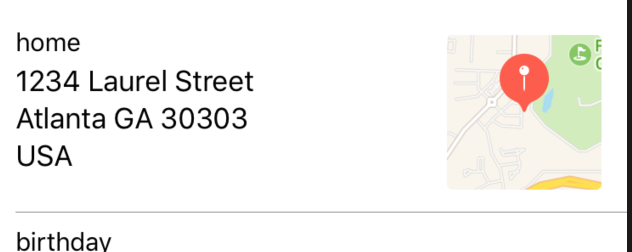 home
1234 Laurel Street
Atlanta GA 30303
USA
birthday